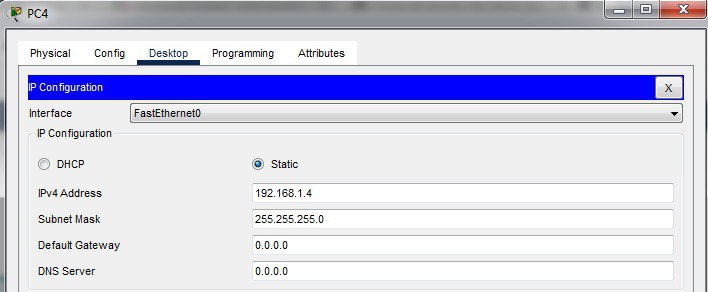 PC4
Physical Config Desktop Programming Attributes
IP Configuration X
Interface FastEthernet0
IP Configuration
DHCP Static
IPv4 Address 192.168.1.4
Subnet Mask 255.255.255.0
Default Gateway 0.0.0.0
DNS Server 0.0.0.0